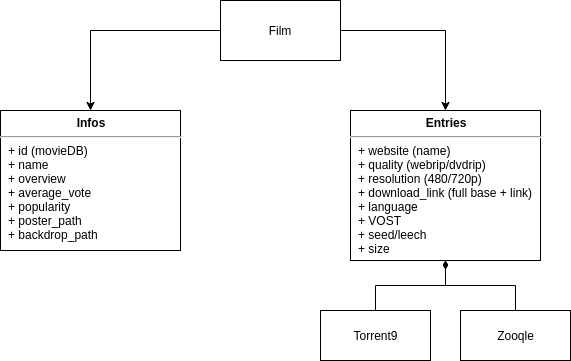 Film
Infos
+ id (movieDB)
+ name
+ overview
+ average_vote
+ popularity
+ poster_path
+ backdrop_path
Entries
+ website (name)
+ quality (webrip/dvdrip)
+ resolution (480/720p)
+ download_link (full base + link)
+ language
+ VOST
+ seed/leech
+ size
Torrent9
Zooqle